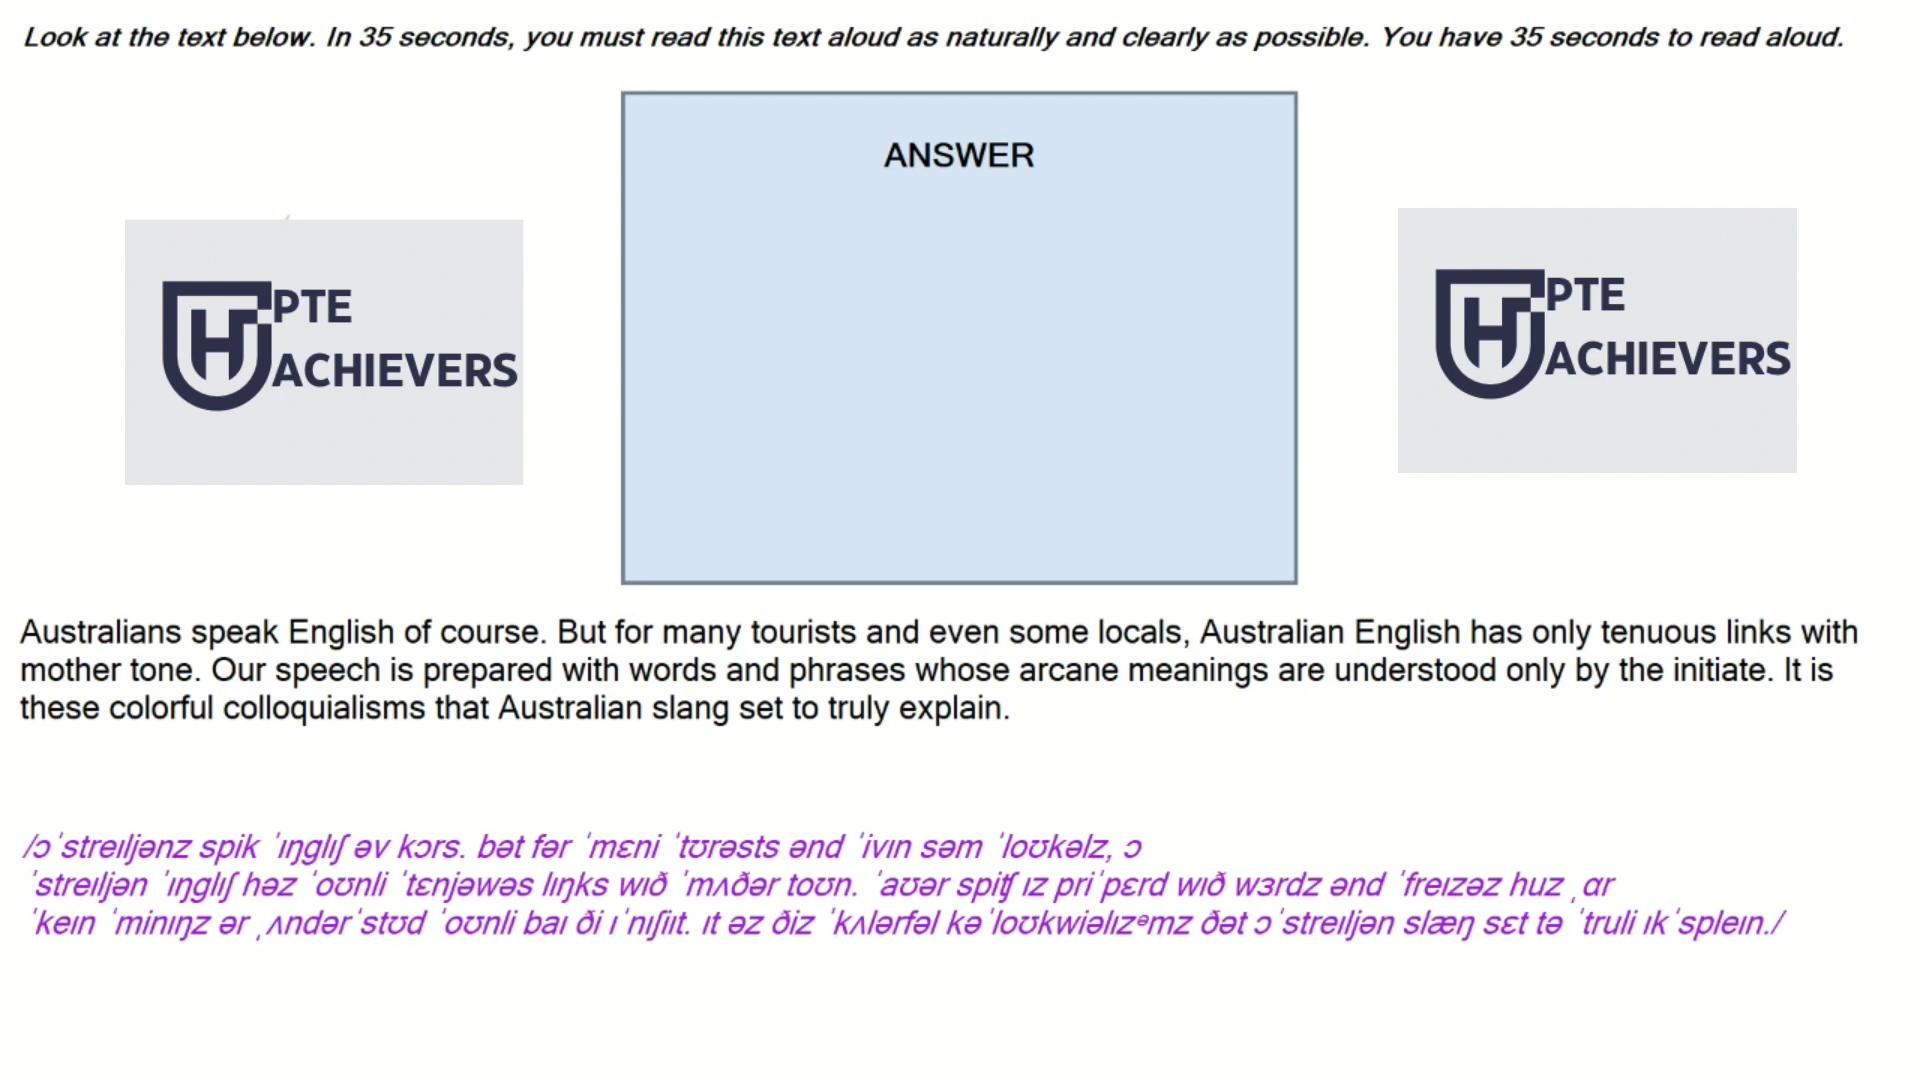 Look at the text below. In 35 seconds, you must read this text aloud as naturally and clearly as possible. You have 35 seconds to read aloud.
ANSWER
PTE
ACHIEVERS
PTE
ACHIEVERS
Australians speak English of course. But for many tourists and even some locals, Australian English has only tenuous links with
mother tone. Our speech is prepared with words and phrases whose arcane meanings are understood only by the initiate. It is
these colorful colloquialisms that Australian slang set to truly explain.
/ɔˈstreɪljənz spik ˈɪŋglɪʃ əv kɔrs. bət fər ˈmɛni ˈtʊrəsts ənd ˈivɪn səm ˈloʊkəlz, ɔ
ˈstreɪljən ˈɪŋglɪʃ həz ˈoʊnli ˈtɛnjəwəs lɪŋks wɪð ˈmʌðər toʊn. ˈaʊər spiʧ ɪz priˈpɛrd wɪð wɜrdz ənd ˈfreɪzəz huz ˌɑr
ˈkeɪn ˈminɪŋz ər ˌʌndərˈstʊd ˈoʊnli baɪ ði ɪˈnɪʃiɪt. ɪt əz ðiz ˈkʌlərfəl kəˈloʊkwiəlɪzᵊmz ðət ɔˈstreɪljən slæŋ sɛt tə ˈtruli ɪkˈspleɪn./